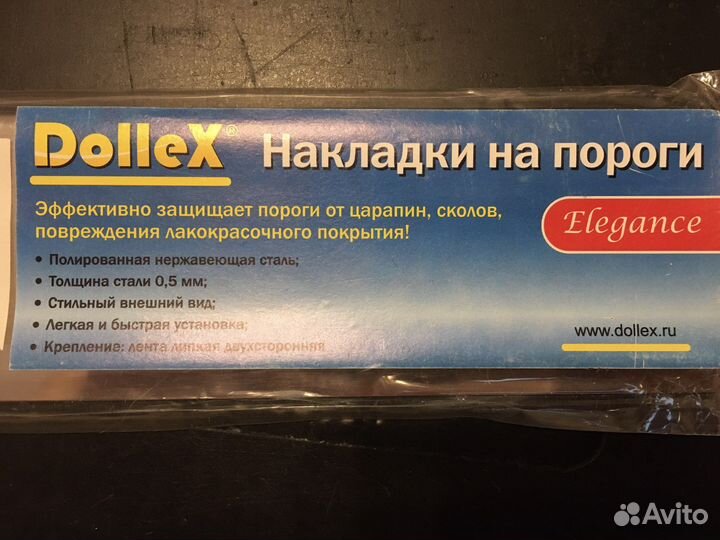 DolleX® Накладки на пороги
Эффективно защищает пороги от царапин, сколов,
повреждения лакокрасочного покрытия!
Elegance
• Полированная нержавеющая сталь;
• Толщина стали 0,5 мм;
• Стильный внешний вид;
• Легкая и быстрая установка;
• Крепление: лента липкая двухсторонняя
www.dollex.ru
Avito